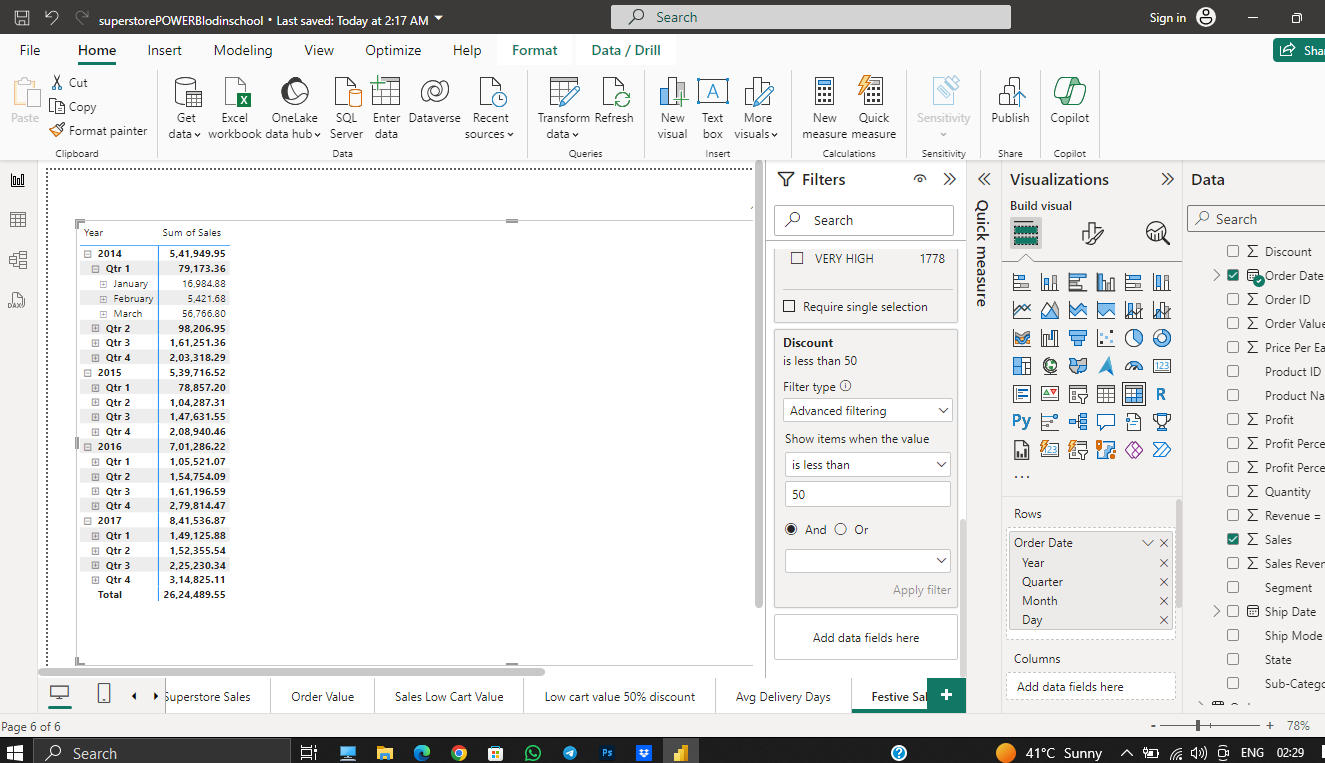 superstorePOWERBIodinschool • Last saved: Today at 2:17 AM
Search
Sign in
File Home Insert Modeling View Optimize Help Format Data / Drill
Paste
Cut
Copy
Format painter
Clipboard
Get data
Excel workbook
OneLake data hub
SQL Server
Enter data
Dataverse
Recent sources
Data
Transform data
Refresh
Queries
New visual
Text box
More visuals
Insert
New measure
Quick measure
Calculations
Sensitivity
Sensitivity
Publish
Share
Copilot
Copilot
DAX
Year Sum of Sales
2014 5,41,949.95
Qtr 1 79,173.36
January 16,984.88
February 5,421.68
March 56,766.80
Qtr 2 98,206.95
Qtr 3 1,61,251.36
Qtr 4 2,03,318.29
2015 5,39,716.52
Qtr 1 78,857.20
Qtr 2 1,04,287.31
Qtr 3 1,47,631.55
Qtr 4 2,08,940.46
2016 7,01,286.22
Qtr 1 1,05,521.07
Qtr 2 1,54,754.09
Qtr 3 1,61,196.59
Qtr 4 2,79,814.47
2017 8,41,536.87
Qtr 1 1,49,125.88
Qtr 2 1,52,355.54
Qtr 3 2,25,230.34
Qtr 4 3,14,825.11
Total 26,24,489.55
Filters
Search
VERY HIGH 1778
Require single selection
Discount
is less than 50
Filter type
Advanced filtering
Show items when the value
is less than
50
And Or
Apply filter
Add data fields here
Quick measure
Visualizations
Build visual
123
R
Py
123
...
Rows
Order Date
Year
Quarter
Month
Day
Columns
Add data fields here
Data
Search
Discount
Order Date
Order ID
Order Value
Price Per Ea
Product ID
Product Na
Profit
Profit Perce
Profit Perce
Quantity
Revenue =
Sales
Sales Rever
Segment
Ship Date
Ship Mode
State
Sub-Catego
Superstore Sales
Order Value
Sales Low Cart Value
Low cart value 50% discount
Avg Delivery Days
Festive Sal
+
Page 6 of 6
- + 78%
Search
Ps
41°C Sunny
ENG
02:29